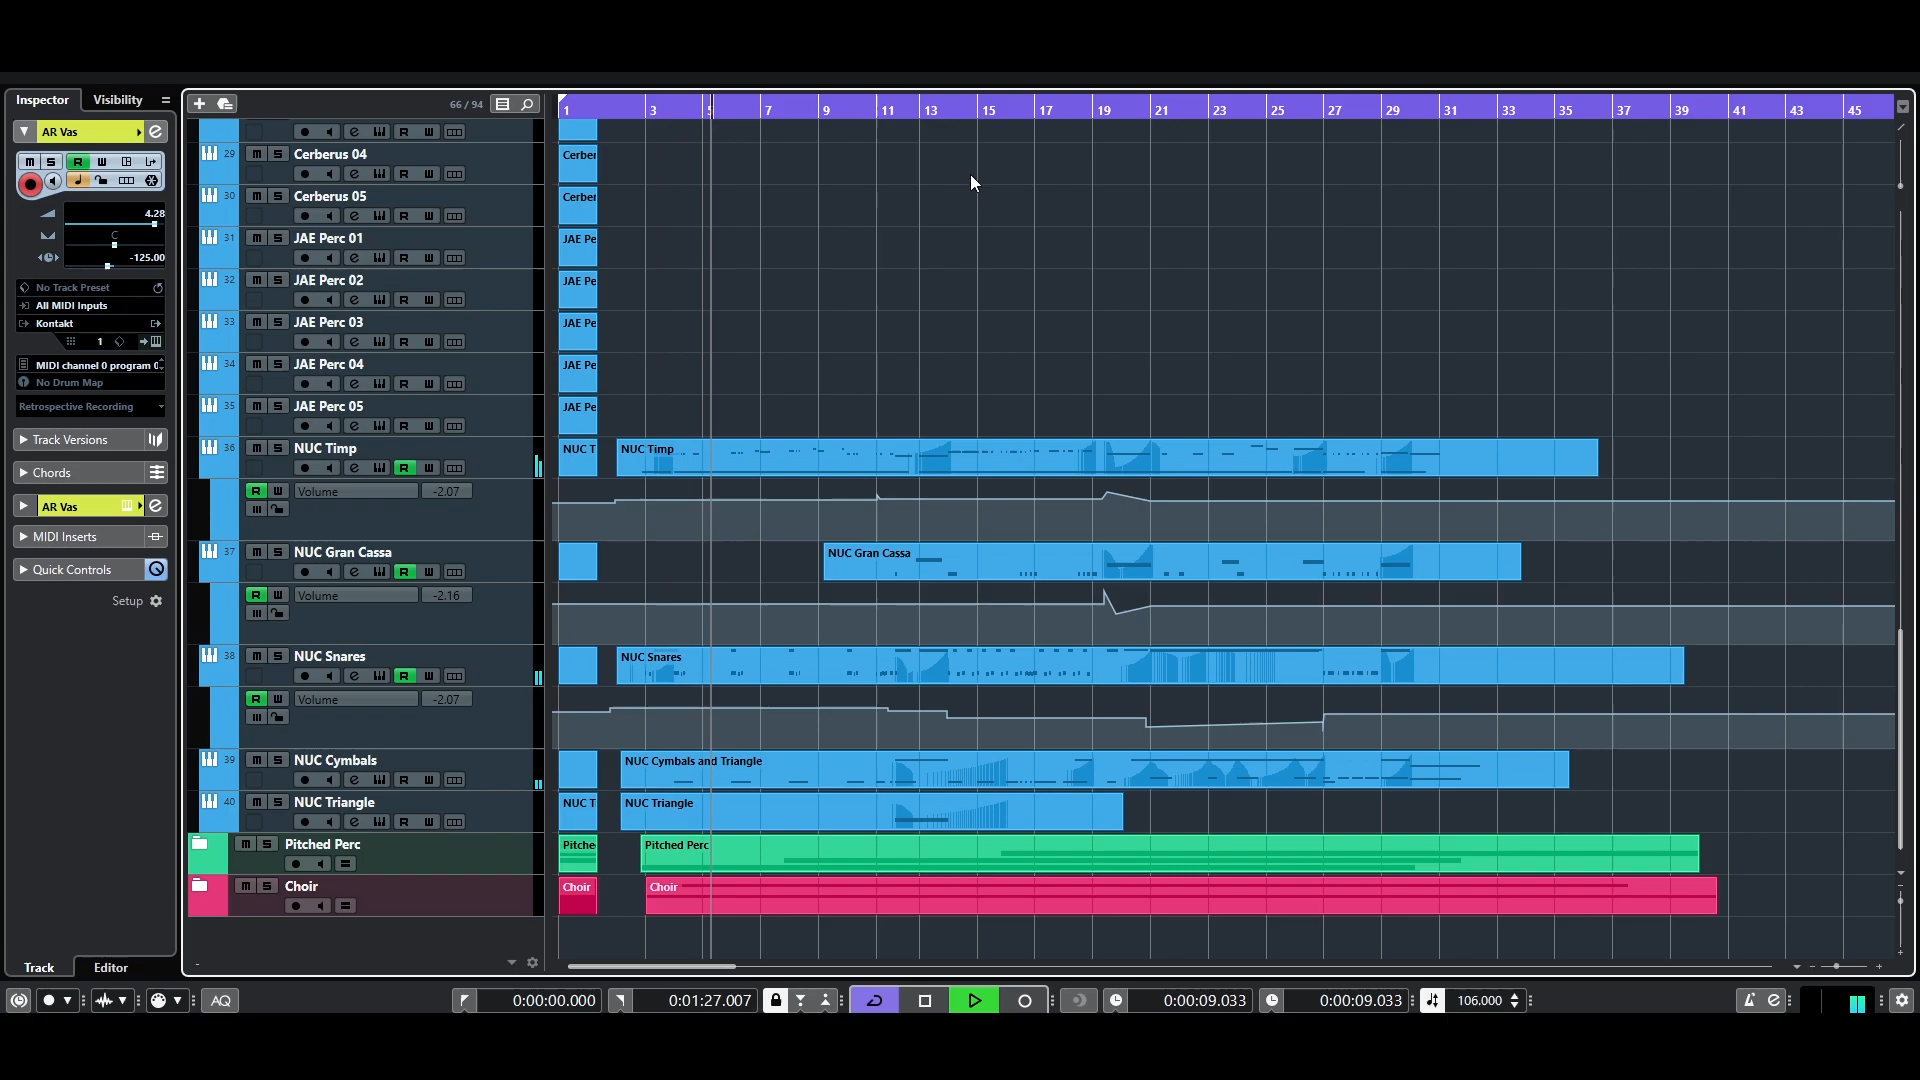 Inspector Visibility
AR Vas
4.28
C
-125.00
No Track Preset
All MIDI Inputs
Kontakt
1
MIDI channel 0 program 0
No Drum Map
Retrospective Recording
Track Versions
Chords
AR Vas
MIDI Inserts
Quick Controls
Setup
Track Editor
66 / 94
1 3 5 7 9 11 13 15 17 19 21 23 25 27 29 31 33 35 37 39 41 43 45
29 Cerberus 04
Cerber
30 Cerberus 05
Cerber
31 JAE Perc 01
JAE Pe
32 JAE Perc 02
JAE Pe
33 JAE Perc 03
JAE Pe
34 JAE Perc 04
JAE Pe
35 JAE Perc 05
JAE Pe
36 NUC Timp
NUC T NUC Timp
Volume -2.07
37 NUC Gran Cassa
NUC Gran Cassa
Volume -2.16
38 NUC Snares
NUC Snares
Volume -2.07
39 NUC Cymbals
NUC Cymbals and Triangle
40 NUC Triangle
NUC T NUC Triangle
Pitched Perc
Pitche Pitched Perc
Choir
Choir Choir
AQ 0:00:00.000 0:01:27.007 0:00:09.033 0:00:09.033 106.000